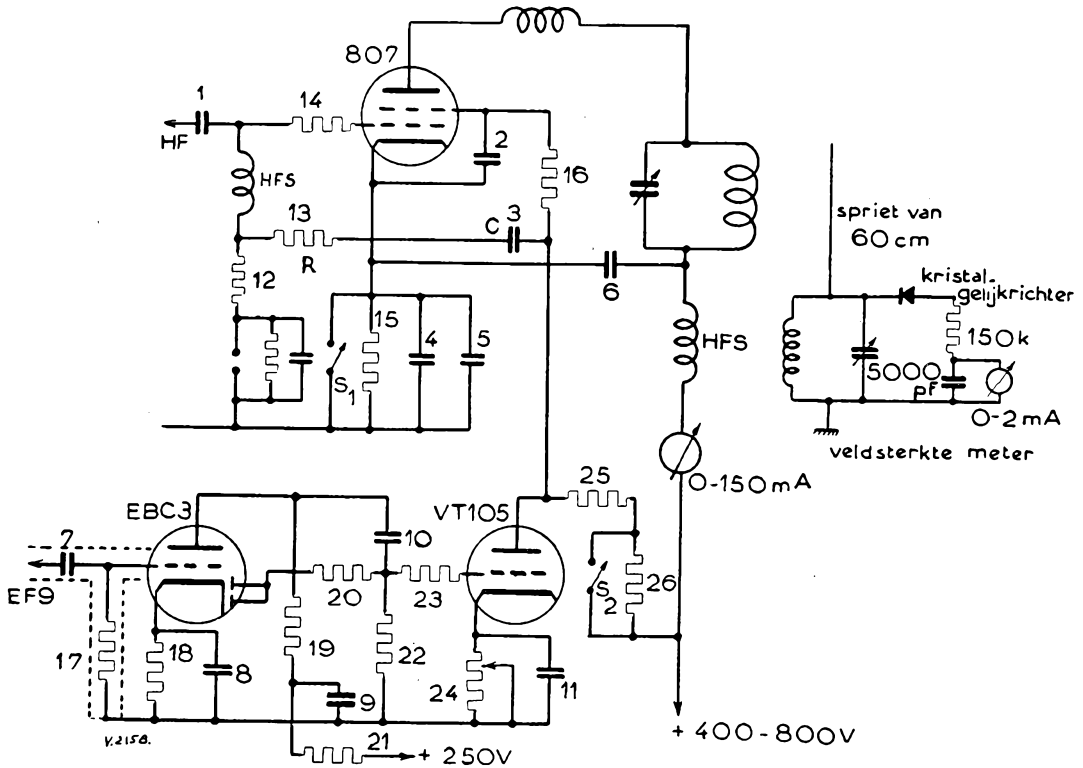 807
1
14
HF
2
16
HFS
13
C 3
R
12
6
15
4
5
S1
HFS
spriet van
60 cm
kristal-
gelijkrichter
150k
5000
pf
0-2mA
veldsterkte meter
0-150mA
EBC3
VT105
25
7
10
EF9
20
23
S2
26
17
18
8
19
22
24
11
9
V.2158.
21
+ 250V
+ 400-800V